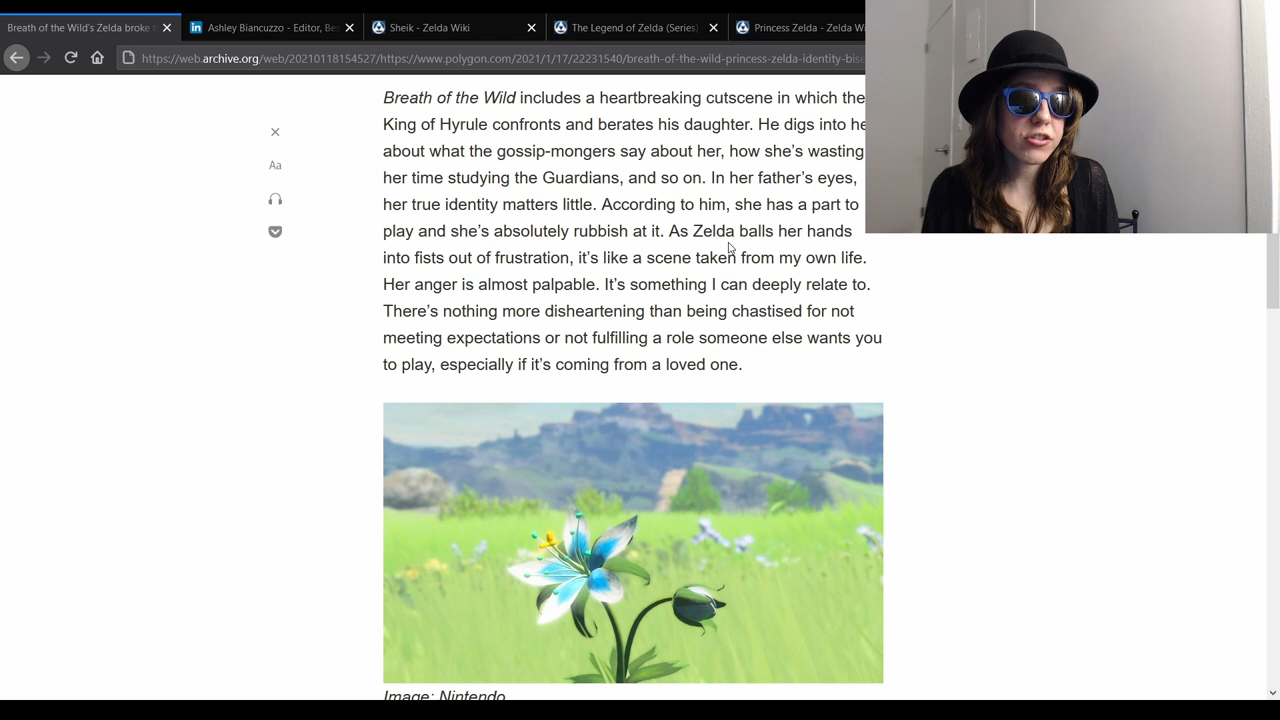 Breath of the Wild's Zelda broke
Ashley Biancuzzo - Editor, Be
Sheik - Zelda Wiki
The Legend of Zelda (Series)
Princess Zelda - Zelda Wi
https://web.archive.org/web/20210118154527/https://www.polygon.com/2021/1/17/22231540/breath-of-the-wild-princess-zelda-identity-bise
Aa
Breath of the Wild includes a heartbreaking cutscene in which the
King of Hyrule confronts and berates his daughter. He digs into he
about what the gossip-mongers say about her, how she's wasting
her time studying the Guardians, and so on. In her father's eyes,
her true identity matters little. According to him, she has a part to
play and she's absolutely rubbish at it. As Zelda balls her hands
into fists out of frustration, it's like a scene taken from my own life.
Her anger is almost palpable. It's something I can deeply relate to.
There's nothing more disheartening than being chastised for not
meeting expectations or not fulfilling a role someone else wants you
to play, especially if it's coming from a loved one.
Image: Nintendo